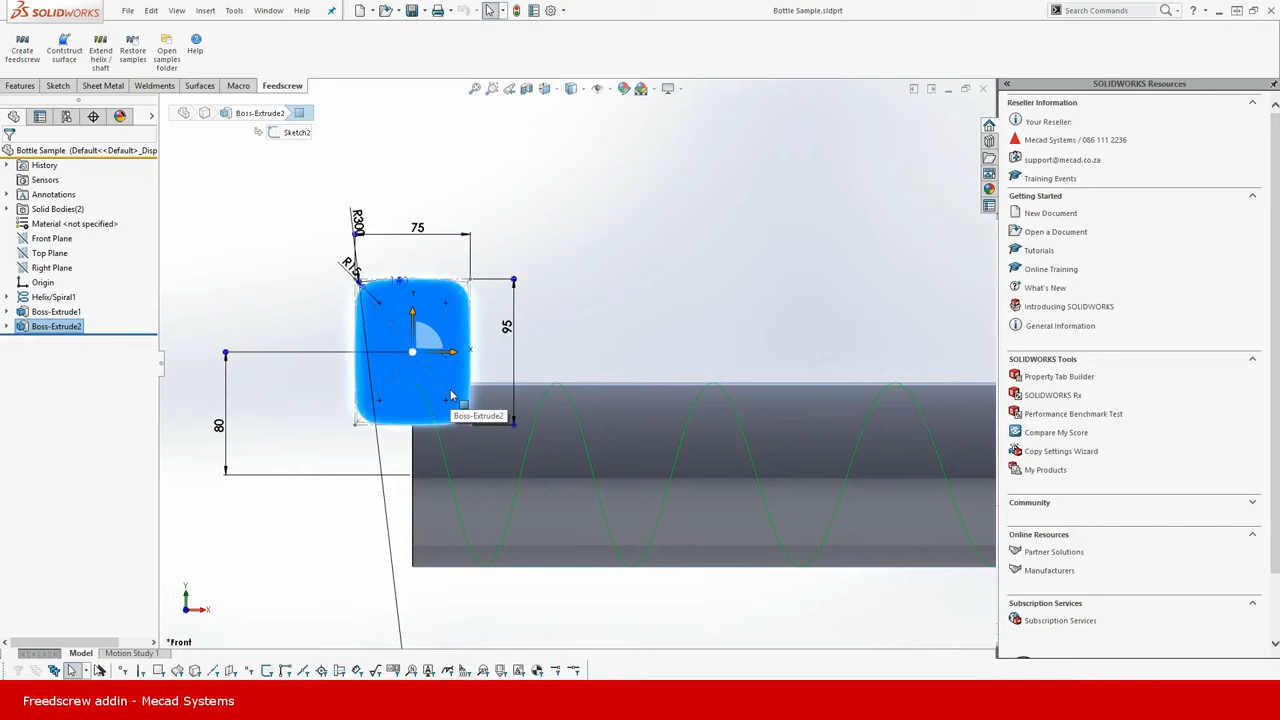 SOLIDWORKS
File Edit View Insert Tools Window Help
Bottle Sample.sldprt
Search Commands
Create feedscrew
Contstruct surface
Extend helix / shaft
Restore samples
Open samples folder
Help
Features Sketch Sheet Metal Weldments Surfaces Macro Feedscrew
Boss-Extrude2
Sketch2
Bottle Sample (Default<<Default>_Disp
History
Sensors
Annotations
Solid Bodies(2)
Material <not specified>
Front Plane
Top Plane
Right Plane
Origin
Helix/Spiral1
Boss-Extrude1
Boss-Extrude2
R300
75
R15
95
80
X
Y
Boss-Extrude2
Y
X
*Front
SOLIDWORKS Resources
Reseller Information
Your Reseller:
Mecad Systems / 086 111 2236
support@mecad.co.za
Training Events
Getting Started
New Document
Open a Document
Tutorials
Online Training
What's New
Introducing SOLIDWORKS
General Information
SOLIDWORKS Tools
Property Tab Builder
SOLIDWORKS Rx
Performance Benchmark Test
Compare My Score
Copy Settings Wizard
My Products
Community
Online Resources
Partner Solutions
Manufacturers
Subscription Services
Subscription Services
Model Motion Study 1
Freedscrew addin - Mecad Systems